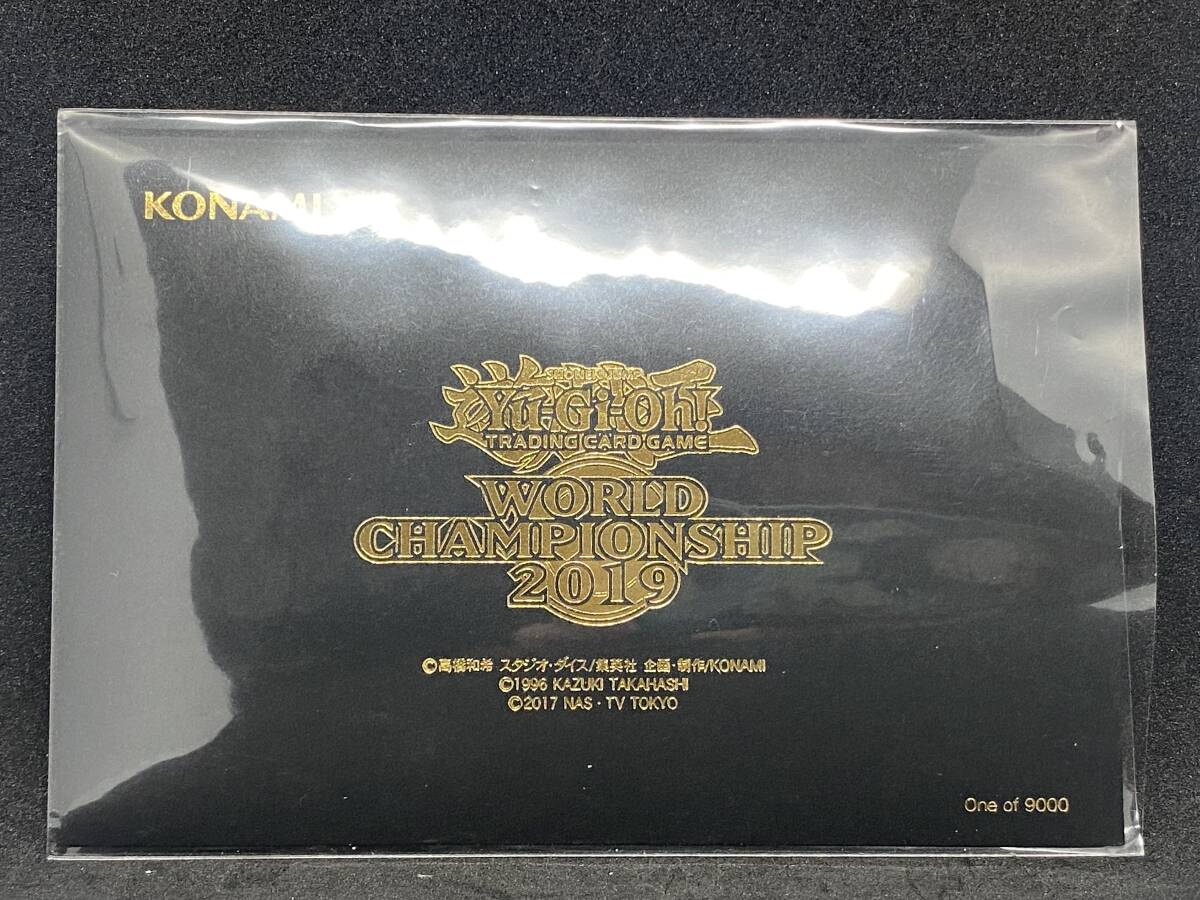 KONAMI
SHONEN JUMP
Yu-Gi-Oh!
TRADING CARD GAME
WORLD
CHAMPIONSHIP
2019
©高橋和希 スタジオ・ダイス/集英社 企画・制作/KONAMI
©1996 KAZUKI TAKAHASHI
©2017 NAS・TV TOKYO
One of 9000